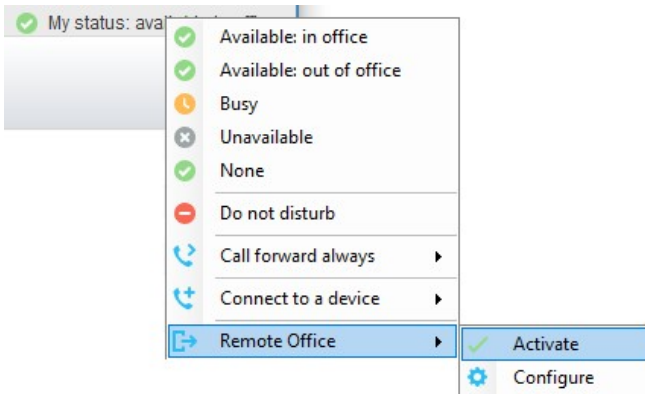 My status: ava
Available: in office
Available: out of office
Busy
Unavailable
None
Do not disturb
Call forward always
Connect to a device
Remote Office
Activate
Configure